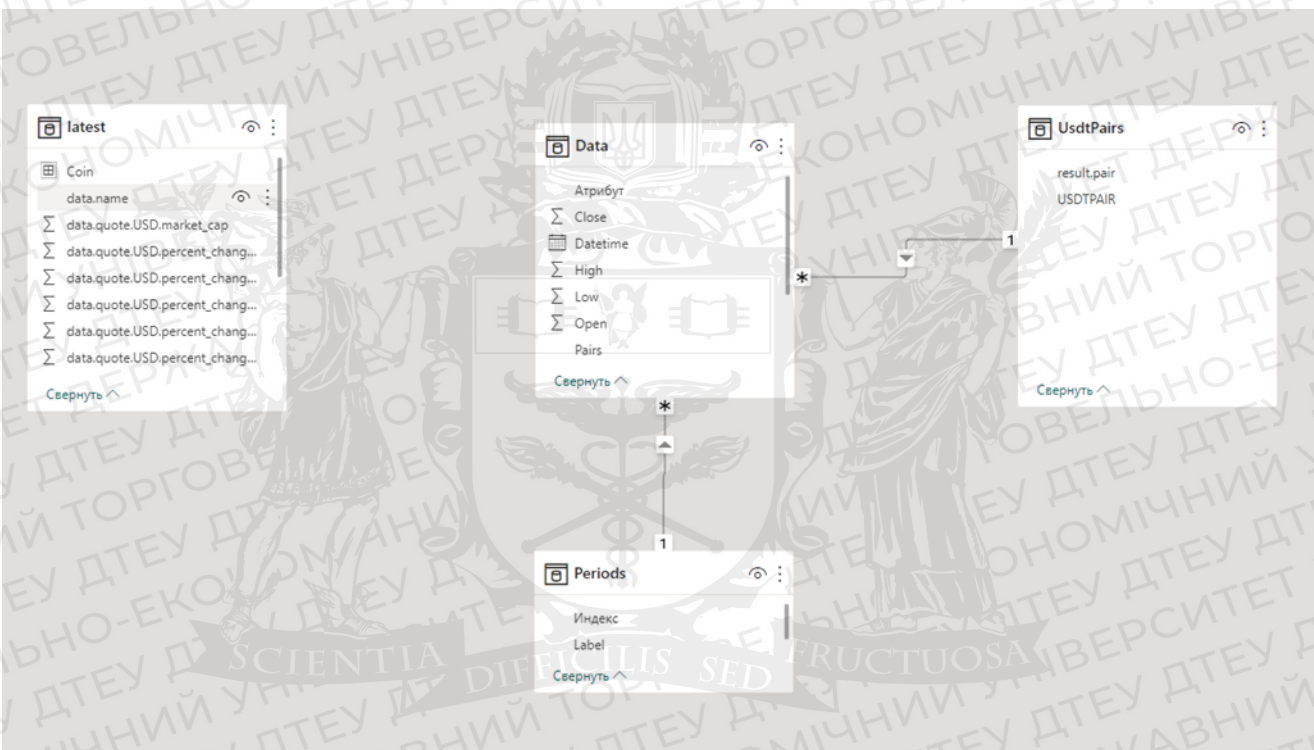 latest
Coin
data.name
data.quote.USD.market_cap
data.quote.USD.percent_chang...
data.quote.USD.percent_chang...
data.quote.USD.percent_chang...
data.quote.USD.percent_chang...
data.quote.USD.percent_chang...
Свернуть
Data
Атрибут
Close
Datetime
High
Low
Open
Pairs
Свернуть
*
1
UsdtPairs
result.pair
USDTPAIR
Свернуть
*
1
Periods
Индекс
Label
Свернуть
SCIENTIA DIFFICILIS SED FRUCTUOSA